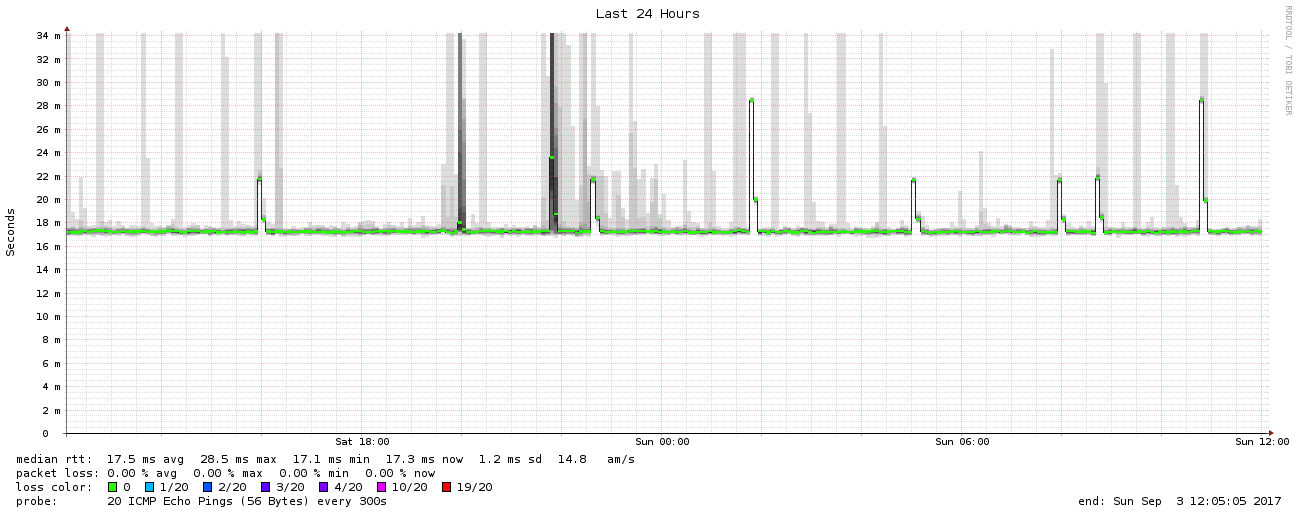 Last 24 Hours
RRDTOOL / TOBI OETIKER
34 m
32 m
30 m
28 m
26 m
24 m
22 m
20 m
18 m
16 m
14 m
12 m
10 m
8 m
6 m
4 m
2 m
0
Seconds
Sat 18:00 Sun 00:00 Sun 06:00 Sun 12:00
median rtt: 17.5 ms avg 28.5 ms max 17.1 ms min 17.3 ms now 1.2 ms sd 14.8 am/s
packet loss: 0.00 % avg 0.00 % max 0.00 % min 0.00 % now
loss color: 0 1/20 2/20 3/20 4/20 10/20 19/20
probe: 20 ICMP Echo Pings (56 Bytes) every 300s end: Sun Sep 3 12:05:05 2017